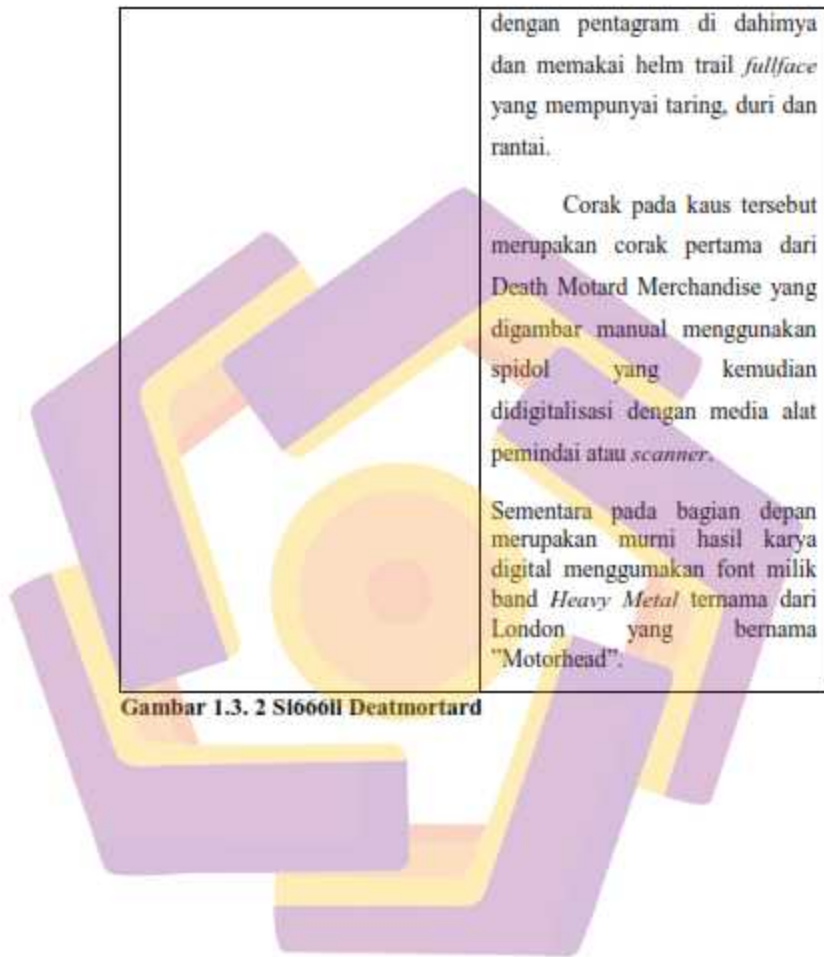 dengan pentagram di dahimya
dan memakai helm trail fullface
yang mempunyai taring, duri dan
rantai.
Corak pada kaus tersebut
merupakan corak pertama dari
Death Motard Merchandise yang
digambar manual menggunakan
spidol yang kemudian
didigitalisasi dengan media alat
pemindai atau scanner.
Sementara pada bagian depan
merupakan murni hasil karya
digital menggumakan font milik
band Heavy Metal ternama dari
London yang bernama
”Motorhead”.
Gambar 1.3. 2 Sl666ll Deatmortard